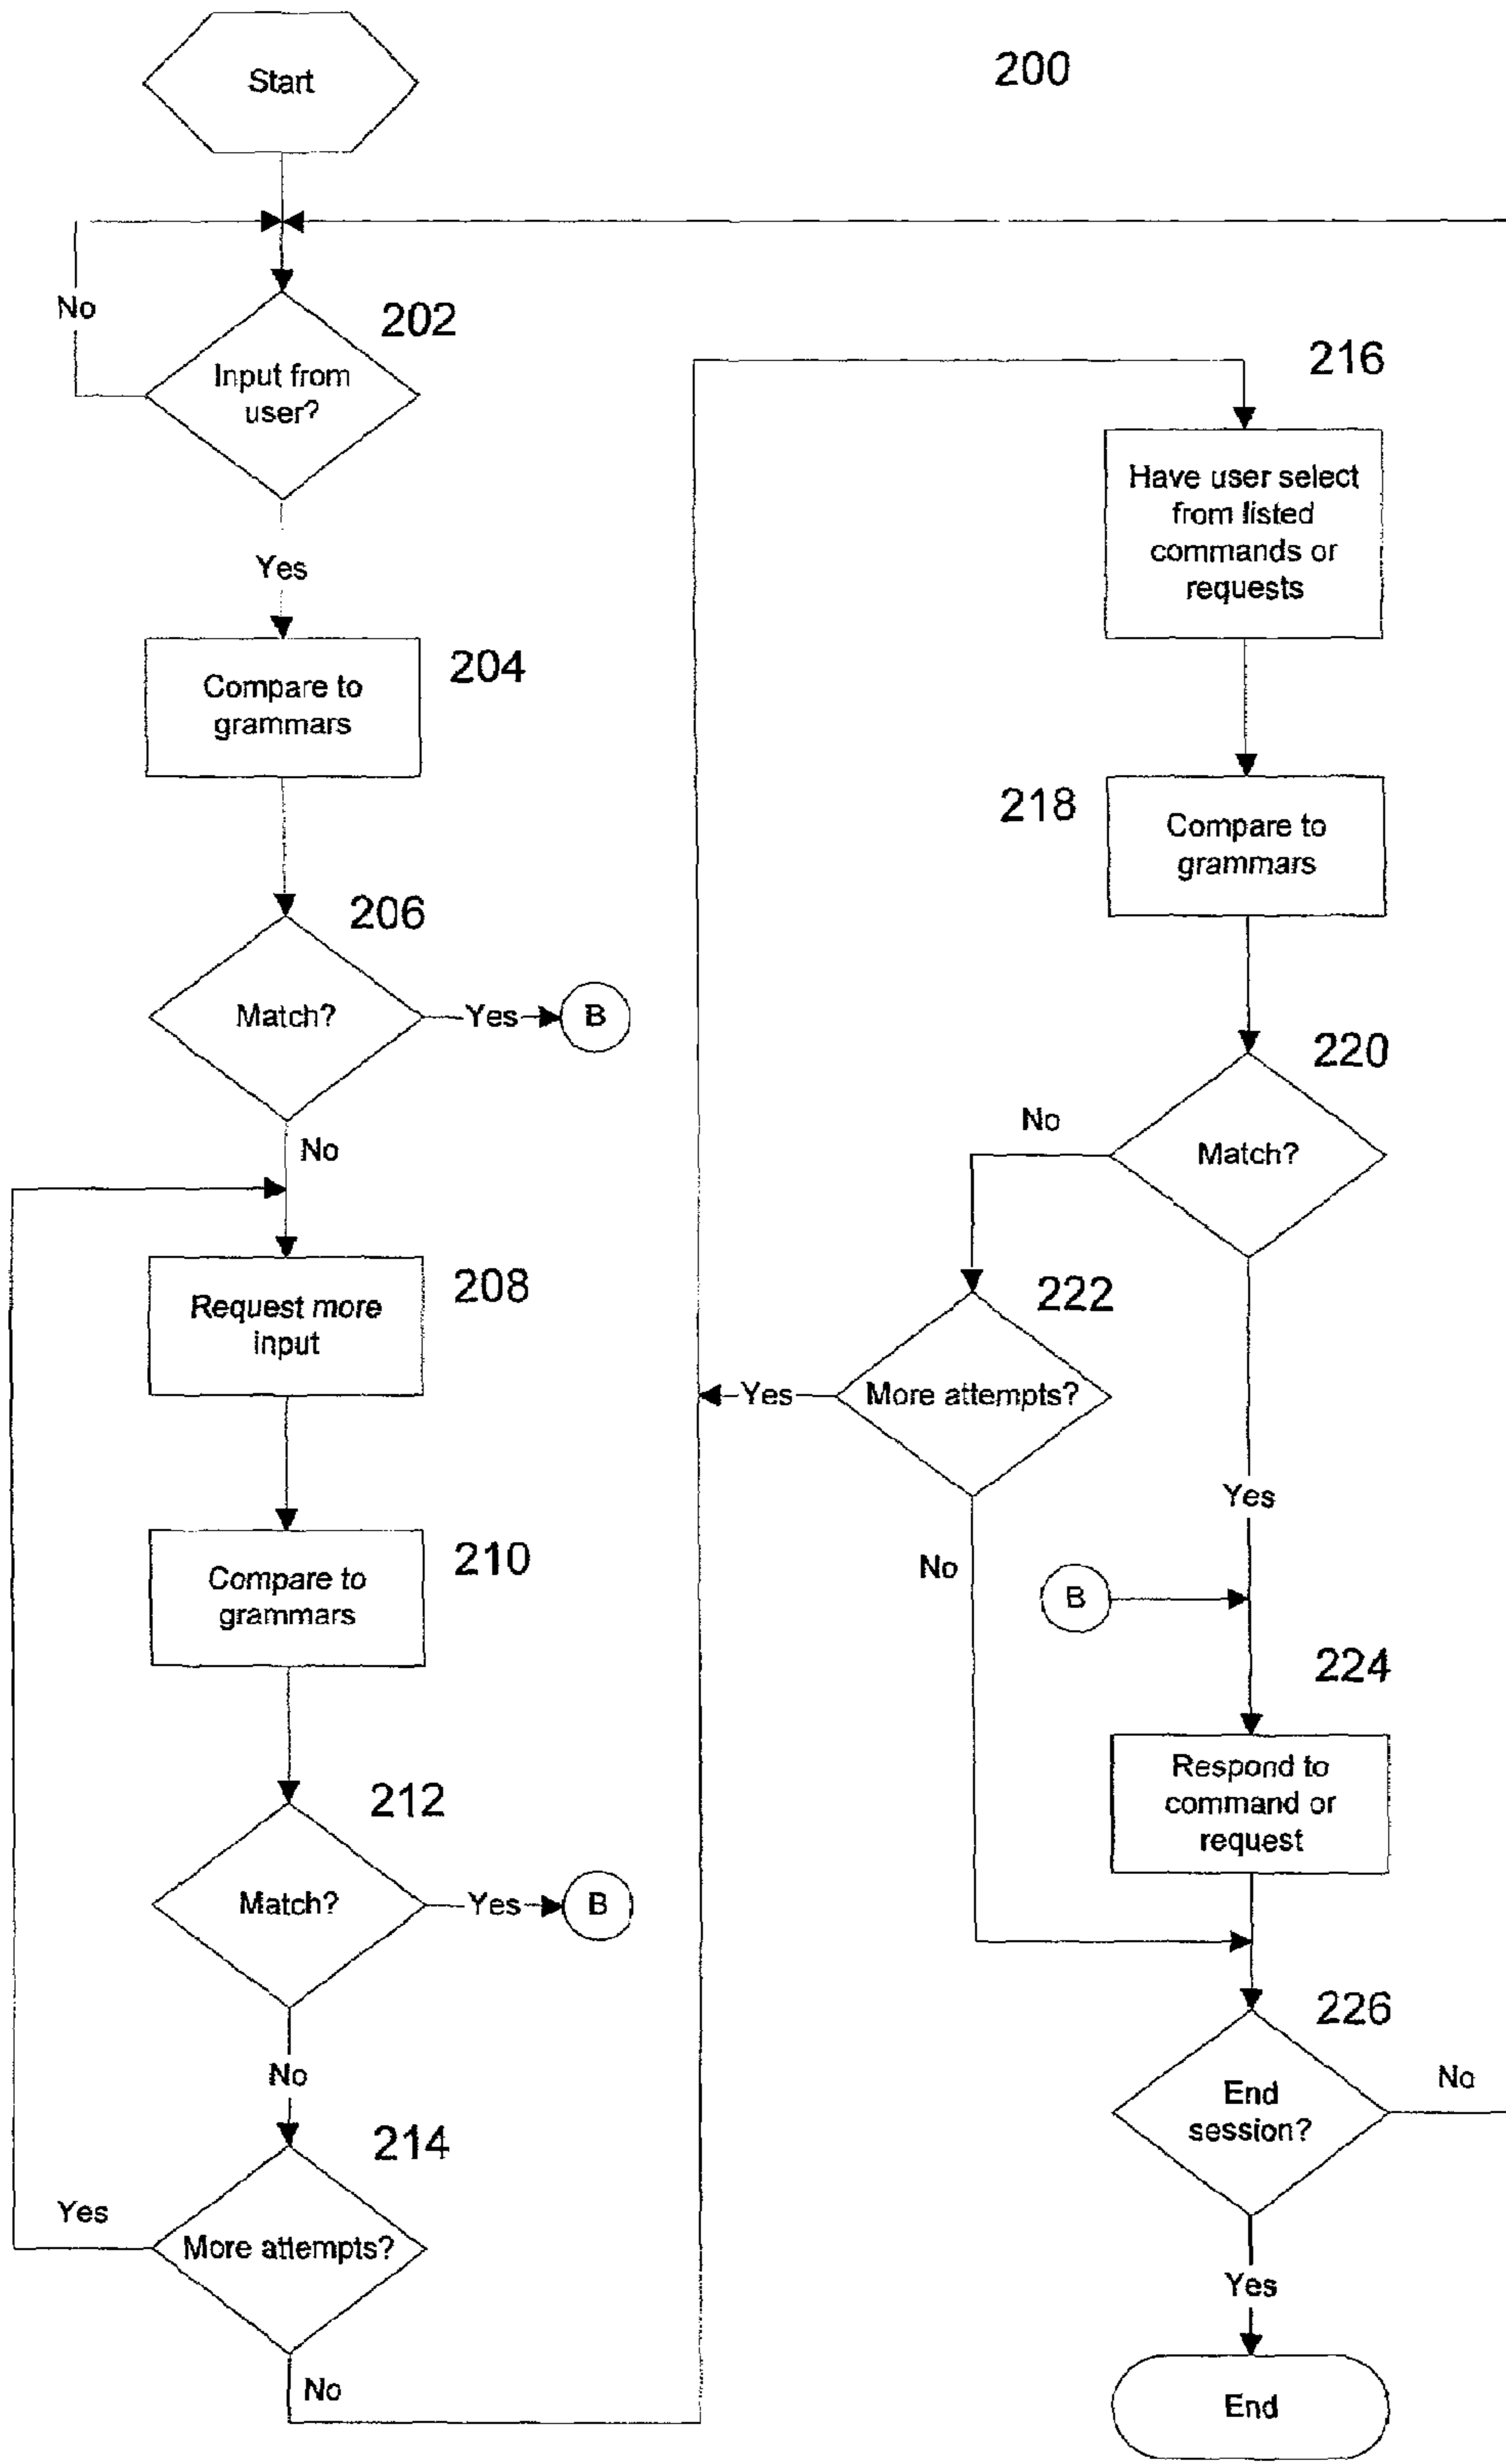 Start
200
No
202
Input from
user?
Yes
204
Compare to
grammars
206
Match?
Yes
B
No
208
Request more
input
210
Compare to
grammars
212
Match?
Yes
B
No
214
Yes
More attempts?
No
216
Have user select
from listed
commands or
requests
218
Compare to
grammars
220
No
Match?
222
Yes
More attempts?
Yes
No
B
224
Respond to
command or
request
226
No
End
session?
Yes
End